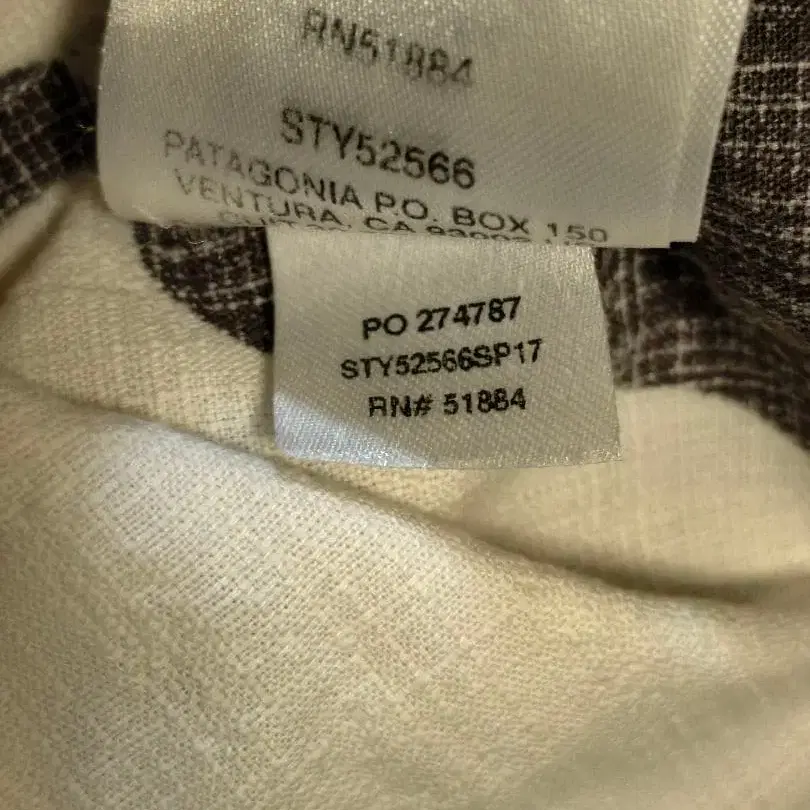 RN51884
STY52566
PATAGONIA P.O. BOX 150
VENTURA, CA
PO 274787
STY52566SP17
RN# 51884